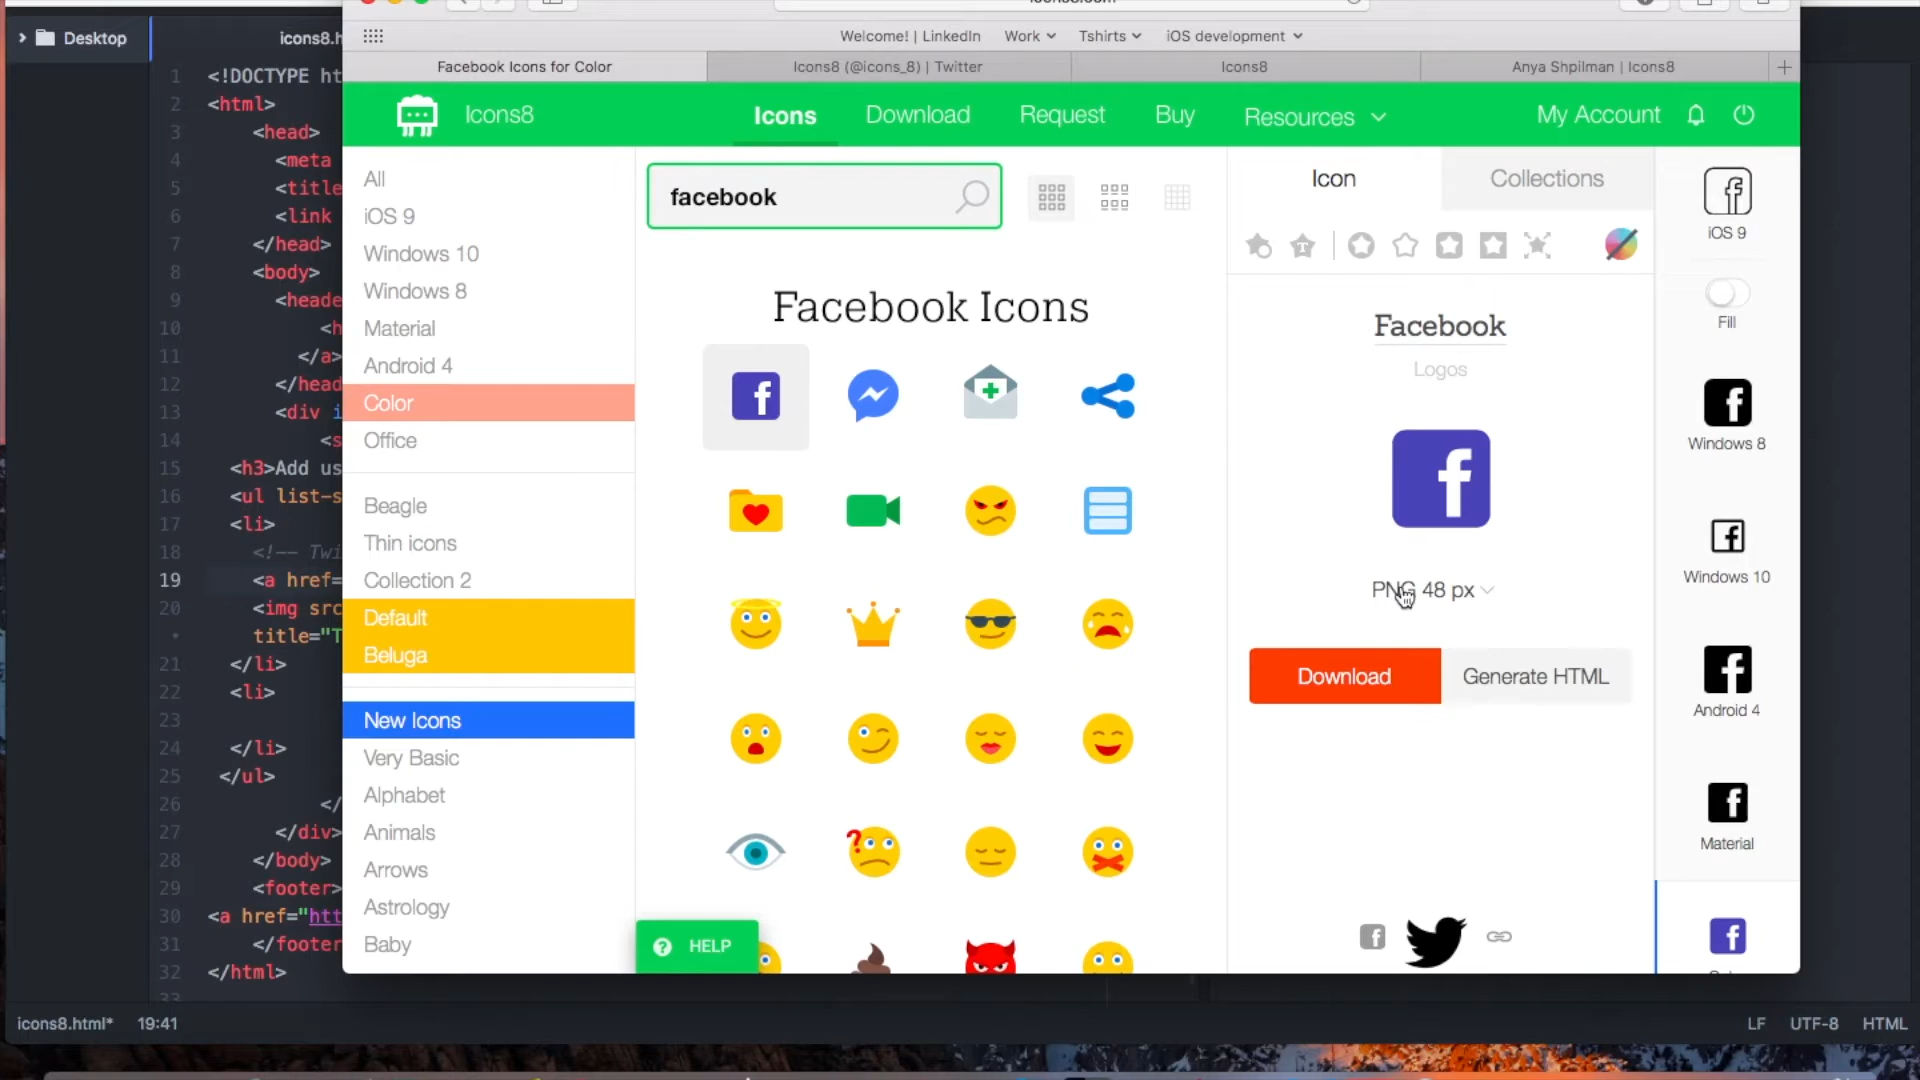 Desktop
icons8.h
Welcome! | LinkedIn
Work
Tshirts
iOS development
Facebook Icons for Color
Icons8 (@icons_8) | Twitter
Icons8
Anya Shpilman | Icons8
Icons8
Icons
Download
Request
Buy
Resources
My Account
1 <!DOCTYPE ht
2 <html>
3 <head>
4 <meta
5 <title
6 <link
7 </head>
8 <body>
9 <heade
10 <h
11 </a>
12 </head
13 <div i
14 <s
15 <h3>Add us
16 <ul list-s
17 <li>
18 <!-- Twi
19 <a href=
20 <img src
title="T
21 </li>
22 <li>
23
24 </li>
25 </ul>
26 </
27 </div>
28 </body>
29 <footer>
30 <a href="htt
31 </footer
32 </html>
33
All
iOS 9
Windows 10
Windows 8
Material
Android 4
Color
Office
Beagle
Thin icons
Collection 2
Default
Beluga
New Icons
Very Basic
Alphabet
Animals
Arrows
Astrology
Baby
facebook
Facebook Icons
HELP
Icon
Collections
Facebook
Logos
PNG 48 px
Download
Generate HTML
iOS 9
Fill
Windows 8
Windows 10
Android 4
Material
icons8.html*
19:41
LF
UTF-8
HTML